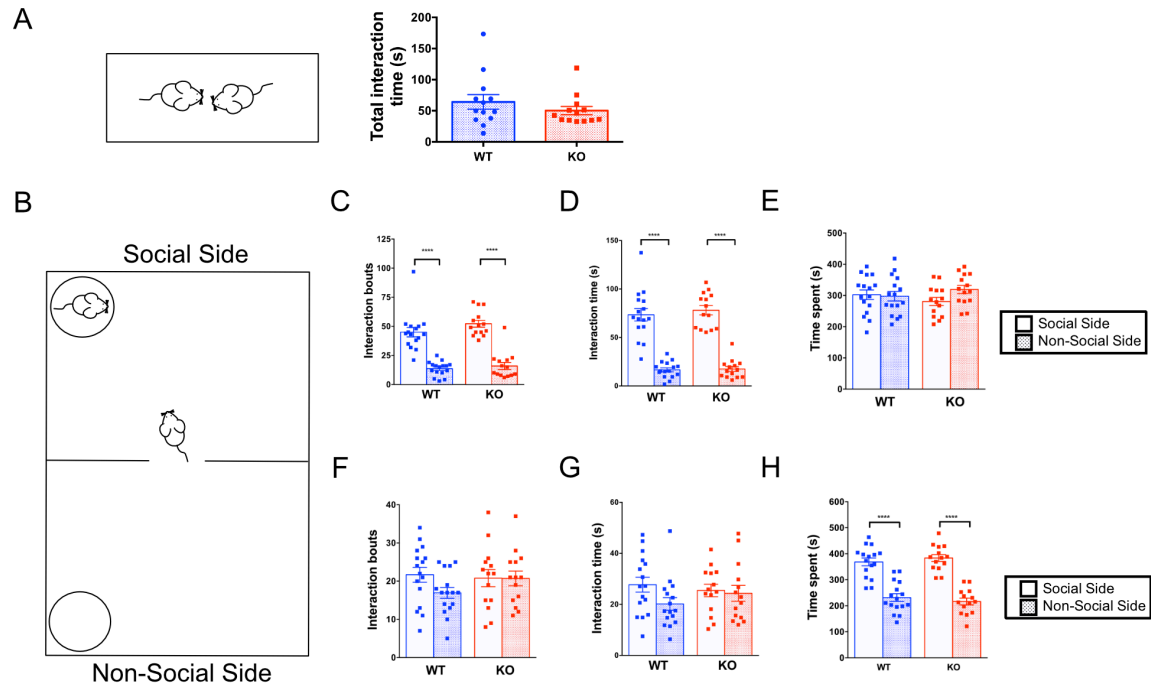 A
Total interaction
time (s)
200
150
100
50
0
WT
KO
B
Social Side
Non-Social Side
C
Interaction bouts
125
100
75
50
25
0
****
****
WT
KO
D
Interaction time (s)
150
100
50
0
****
****
WT
KO
E
Time spent (s)
500
400
300
200
100
0
WT
KO
Social Side
Non-Social Side
F
Interaction bouts
40
30
20
10
0
WT
KO
G
Interaction time (s)
60
40
20
0
WT
KO
H
Time spent (s)
600
500
400
300
200
100
0
****
****
WT
KO
Social Side
Non-Social Side